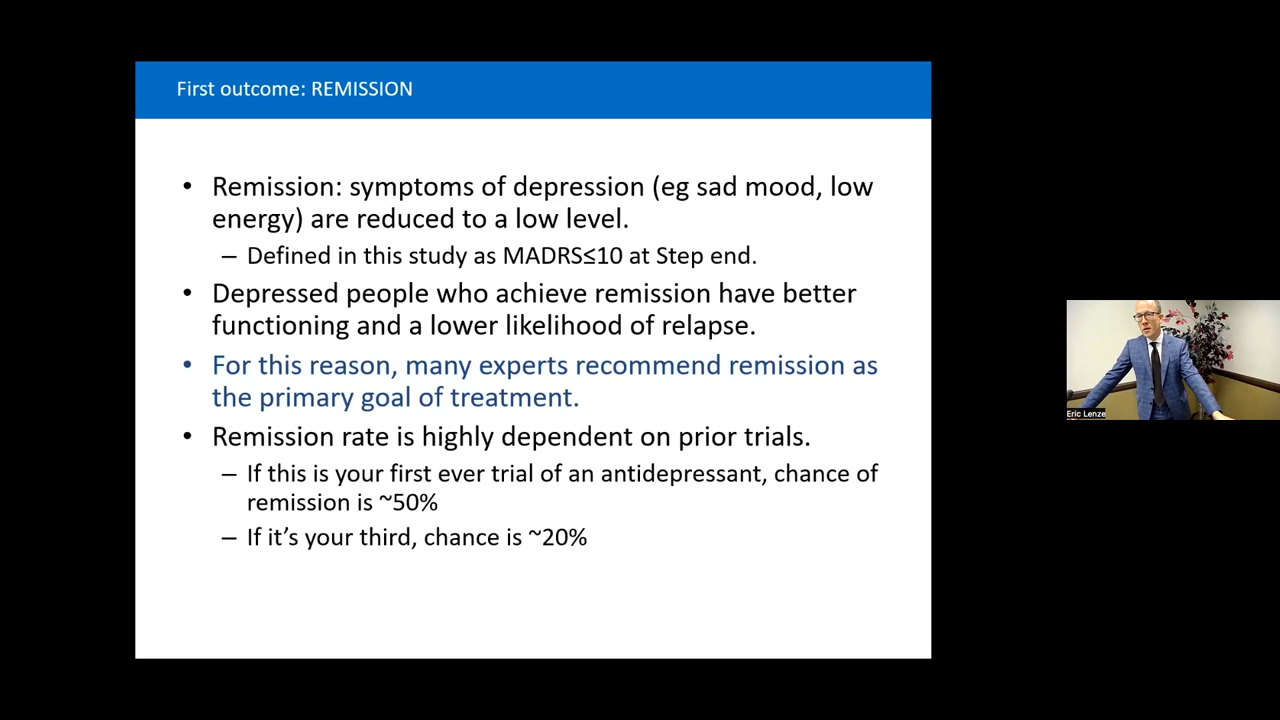 First outcome: REMISSION
• Remission: symptoms of depression (eg sad mood, low
energy) are reduced to a low level.
– Defined in this study as MADRS≤10 at Step end.
• Depressed people who achieve remission have better
functioning and a lower likelihood of relapse.
• For this reason, many experts recommend remission as
the primary goal of treatment.
• Remission rate is highly dependent on prior trials.
– If this is your first ever trial of an antidepressant, chance of
remission is ~50%
– If it’s your third, chance is ~20%
Eric Lenze